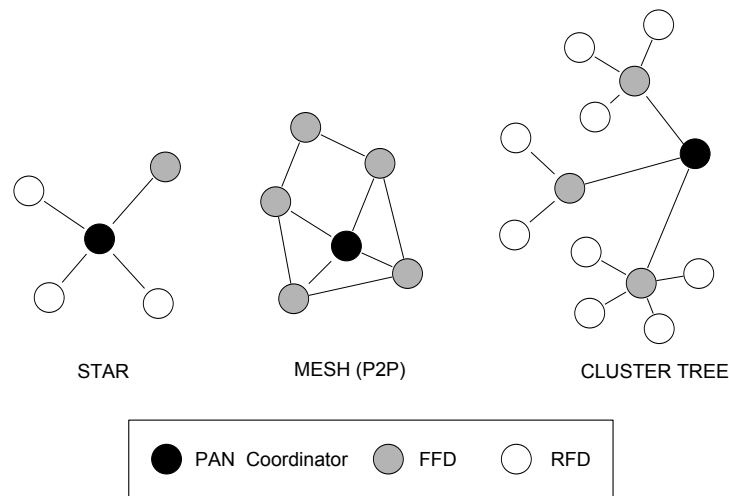 STAR
MESH (P2P)
CLUSTER TREE
PAN Coordinator
FFD
RFD